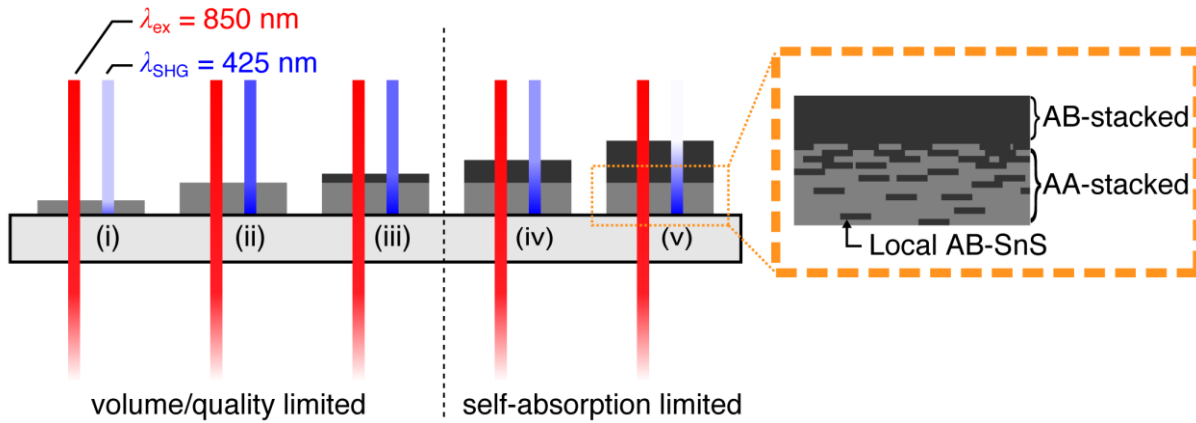 λex = 850 nm
λSHG = 425 nm
(i)
(ii)
(iii)
(iv)
(v)
volume/quality limited
self-absorption limited
AB-stacked
AA-stacked
Local AB-SnS